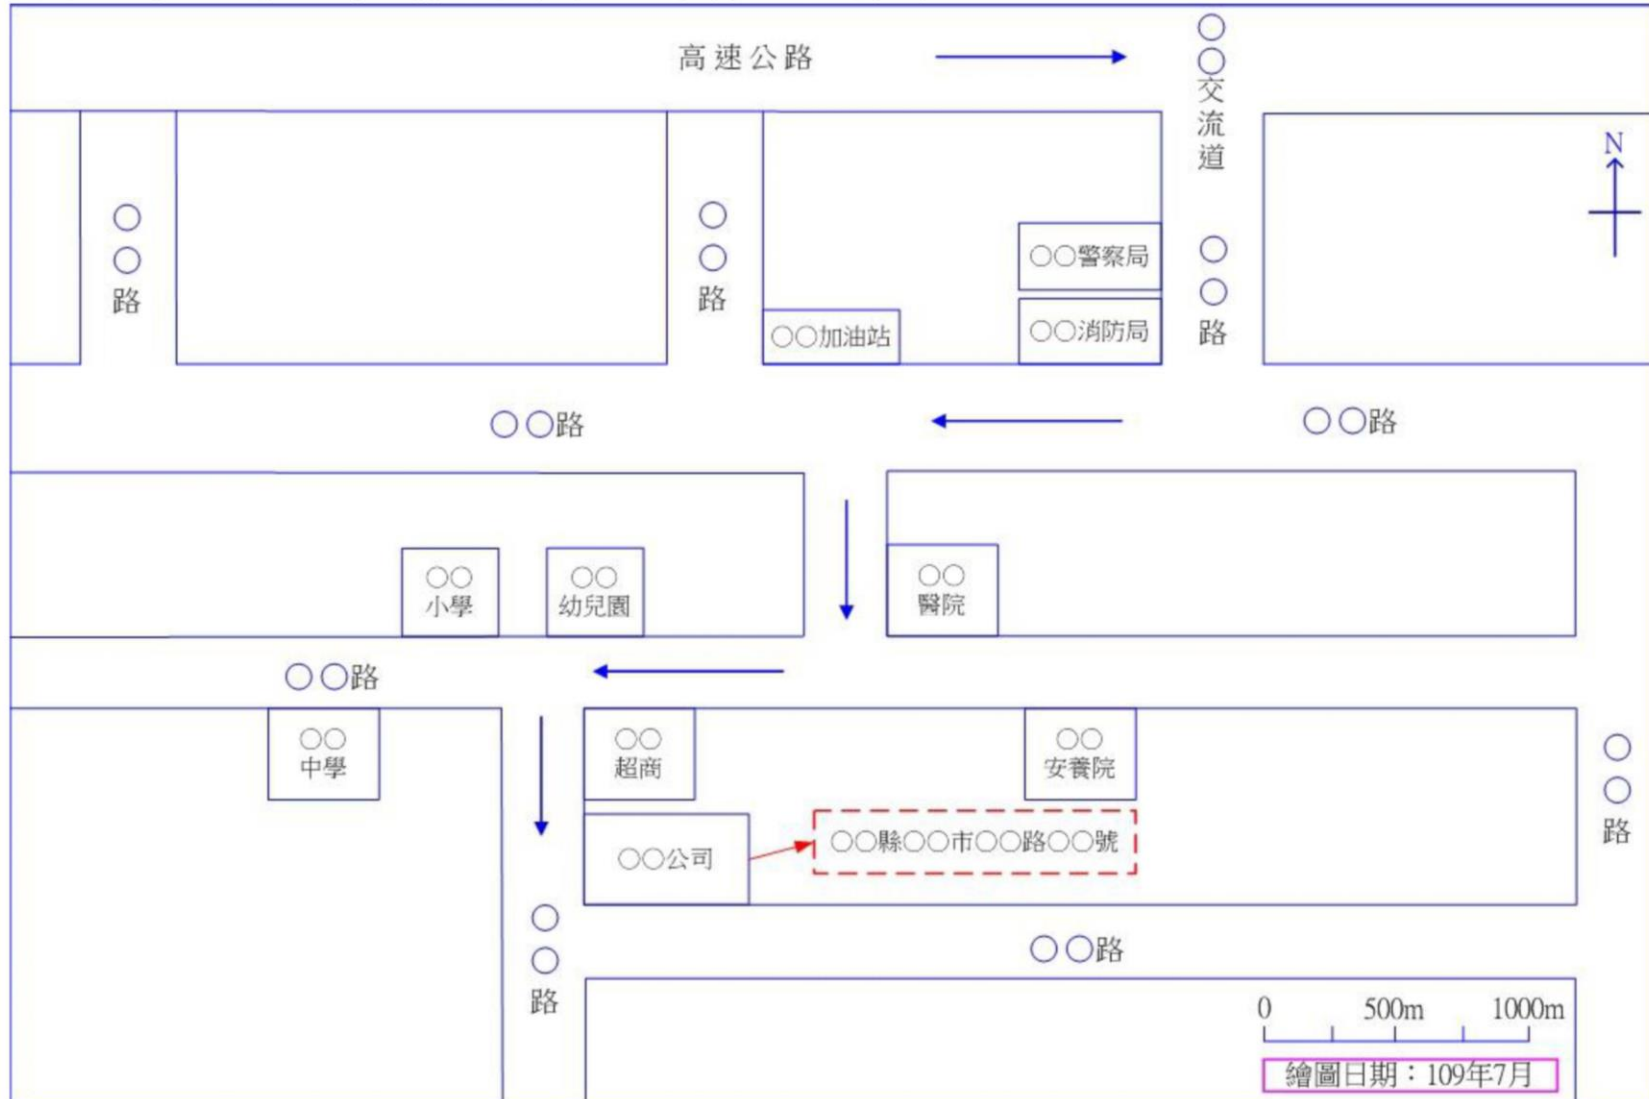 高速公路
○○交流道
N
○○路
○○路
○○路
○○警察局
○○消防局
○○加油站
○○路
○○路
○○
小學
○○
幼兒園
○○
醫院
○○路
○○
中學
○○
超商
○○
安養院
○○路
○○公司
○○縣○○市○○路○○號
○○路
○○路
0 500m 1000m
繪圖日期：109年7月